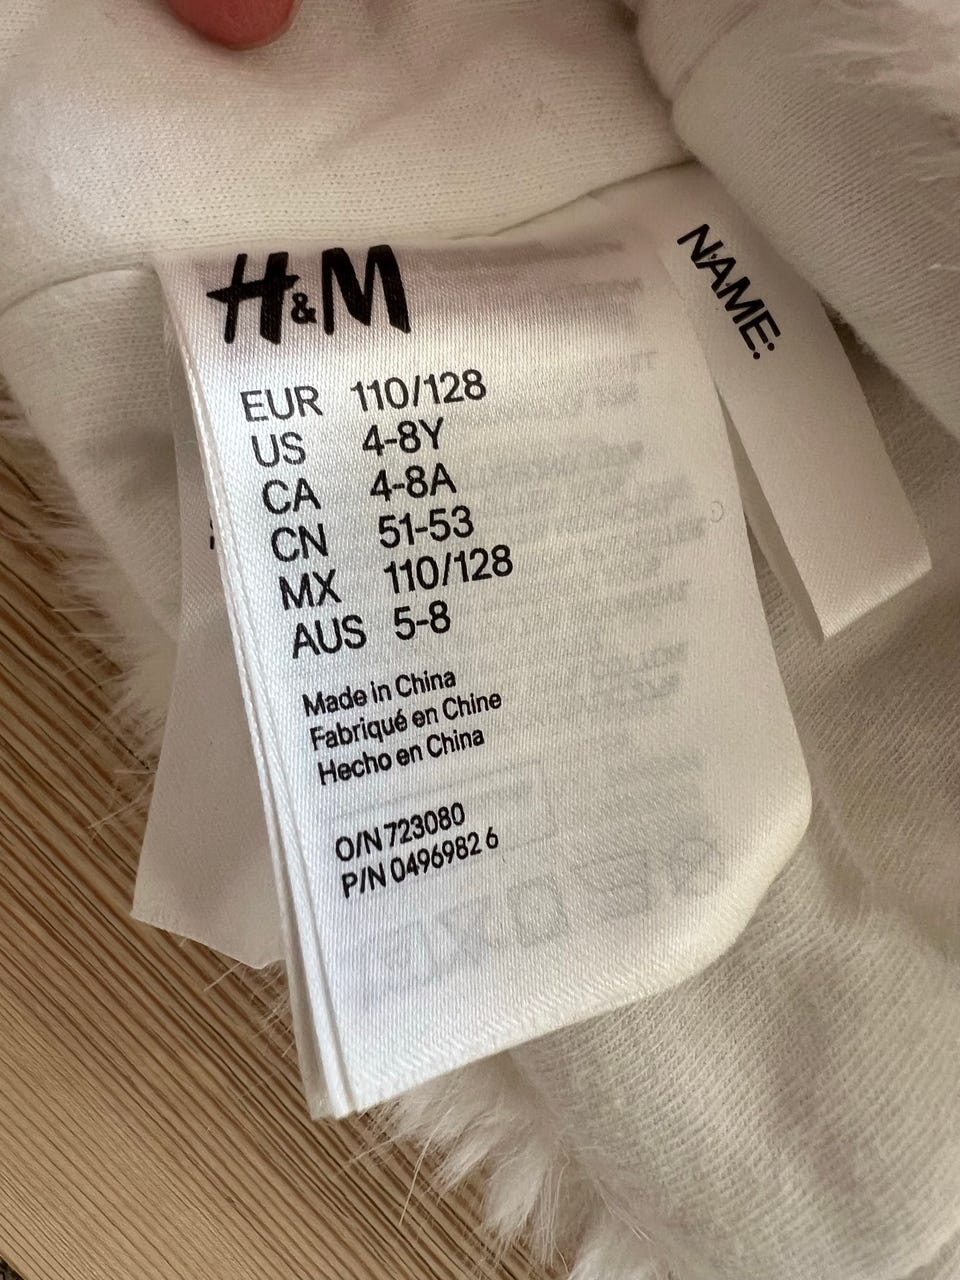 H&M
EUR 110/128
US 4-8Y
CA 4-8A
CN 51-53
MX 110/128
AUS 5-8
Made in China
Fabriqué en Chine
Hecho en China
O/N 723080
P/N 0496982 6
NAME: